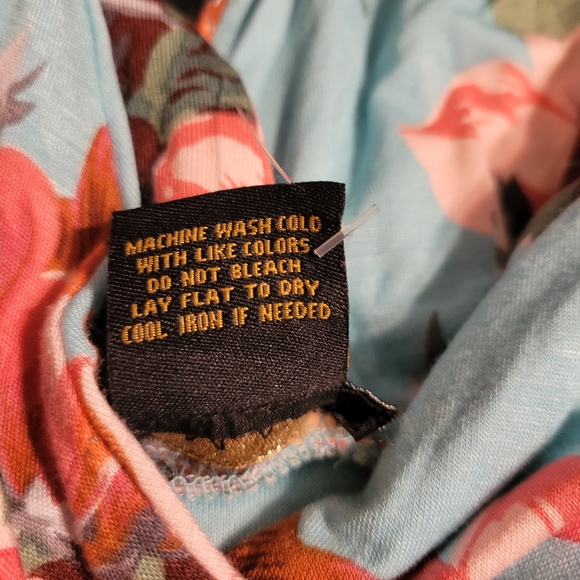 MACHINE WASH COLD
WITH LIKE COLORS
DO NOT BLEACH
LAY FLAT TO DRY
COOL IRON IF NEEDED